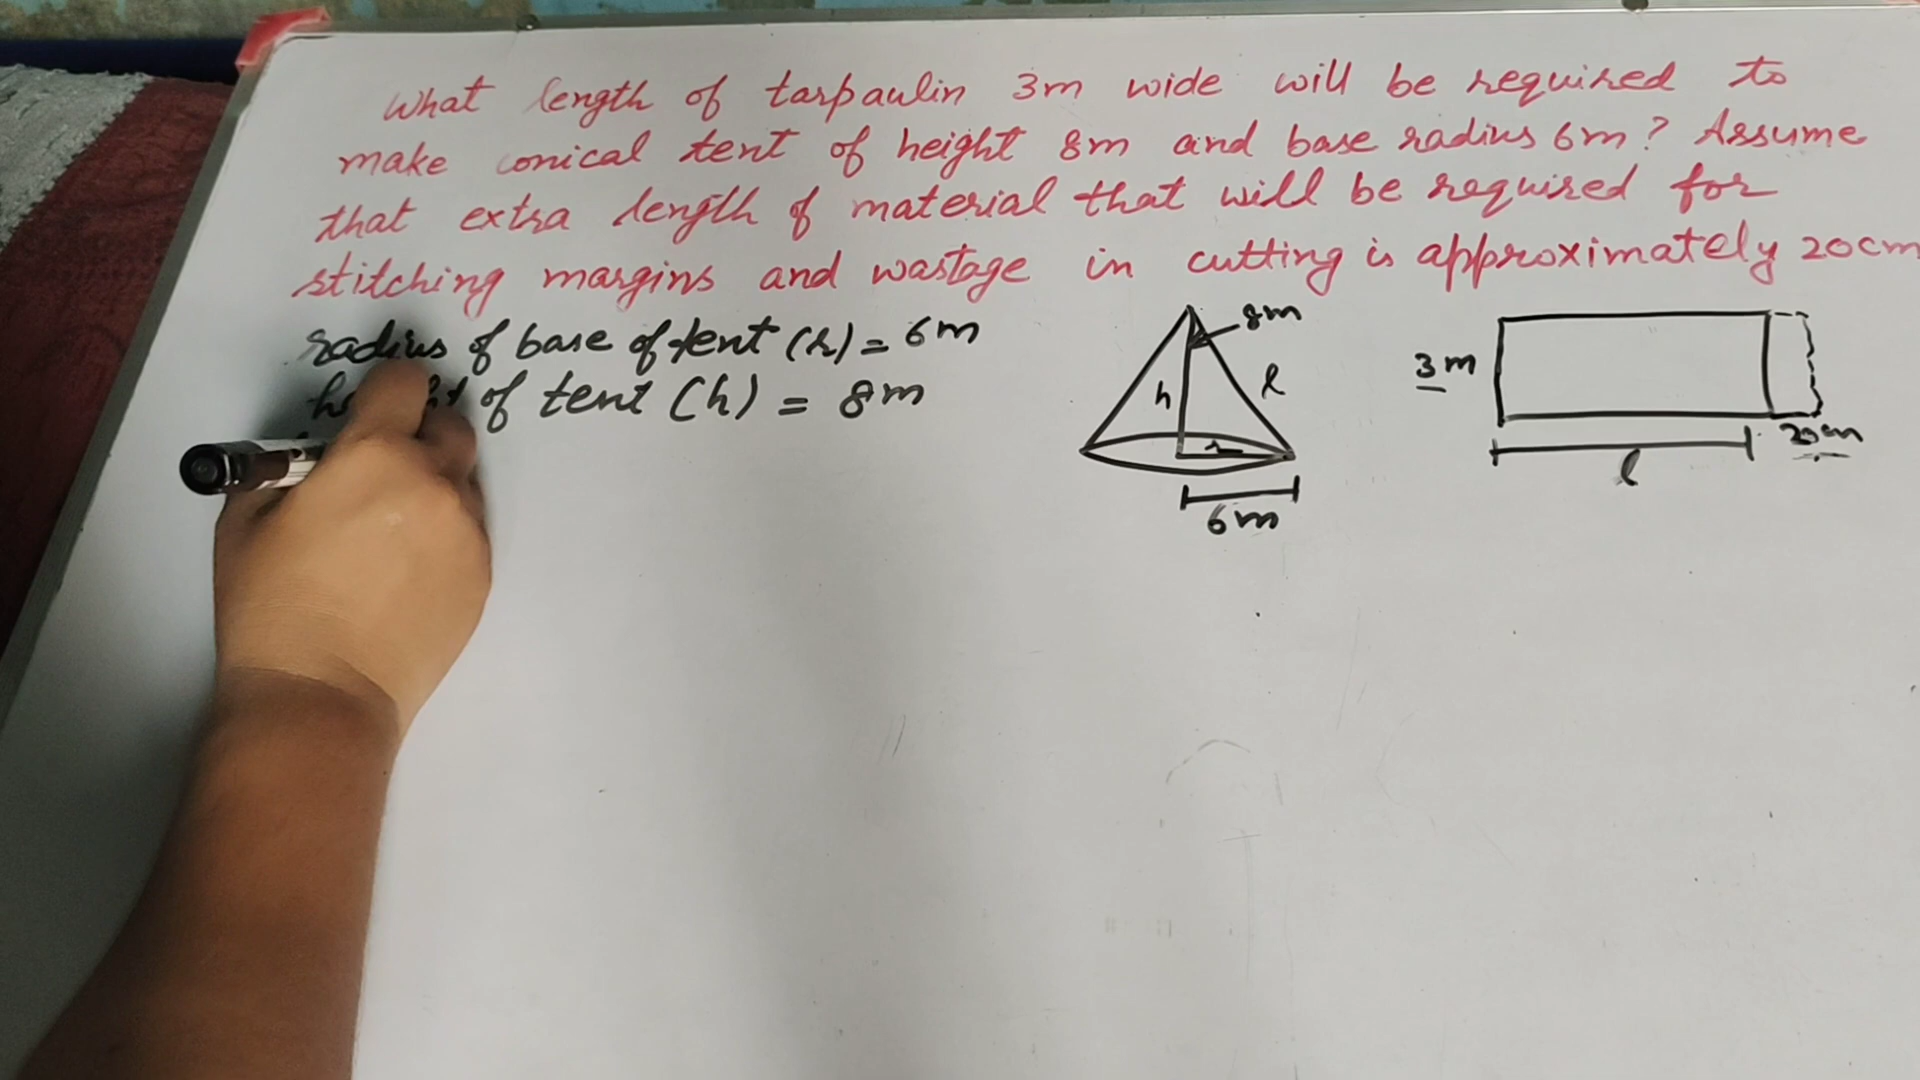 What length of tarpaulin 3m wide will be required to
make conical tent of height 8m and base radius 6m? Assume
that extra length of material that will be required for
stitching margins and wastage in cutting is approximately 20cm
radius of base of tent (r) = 6m
of tent (h) = 8m
8m
h
l
r
6m
3m
l
20cm